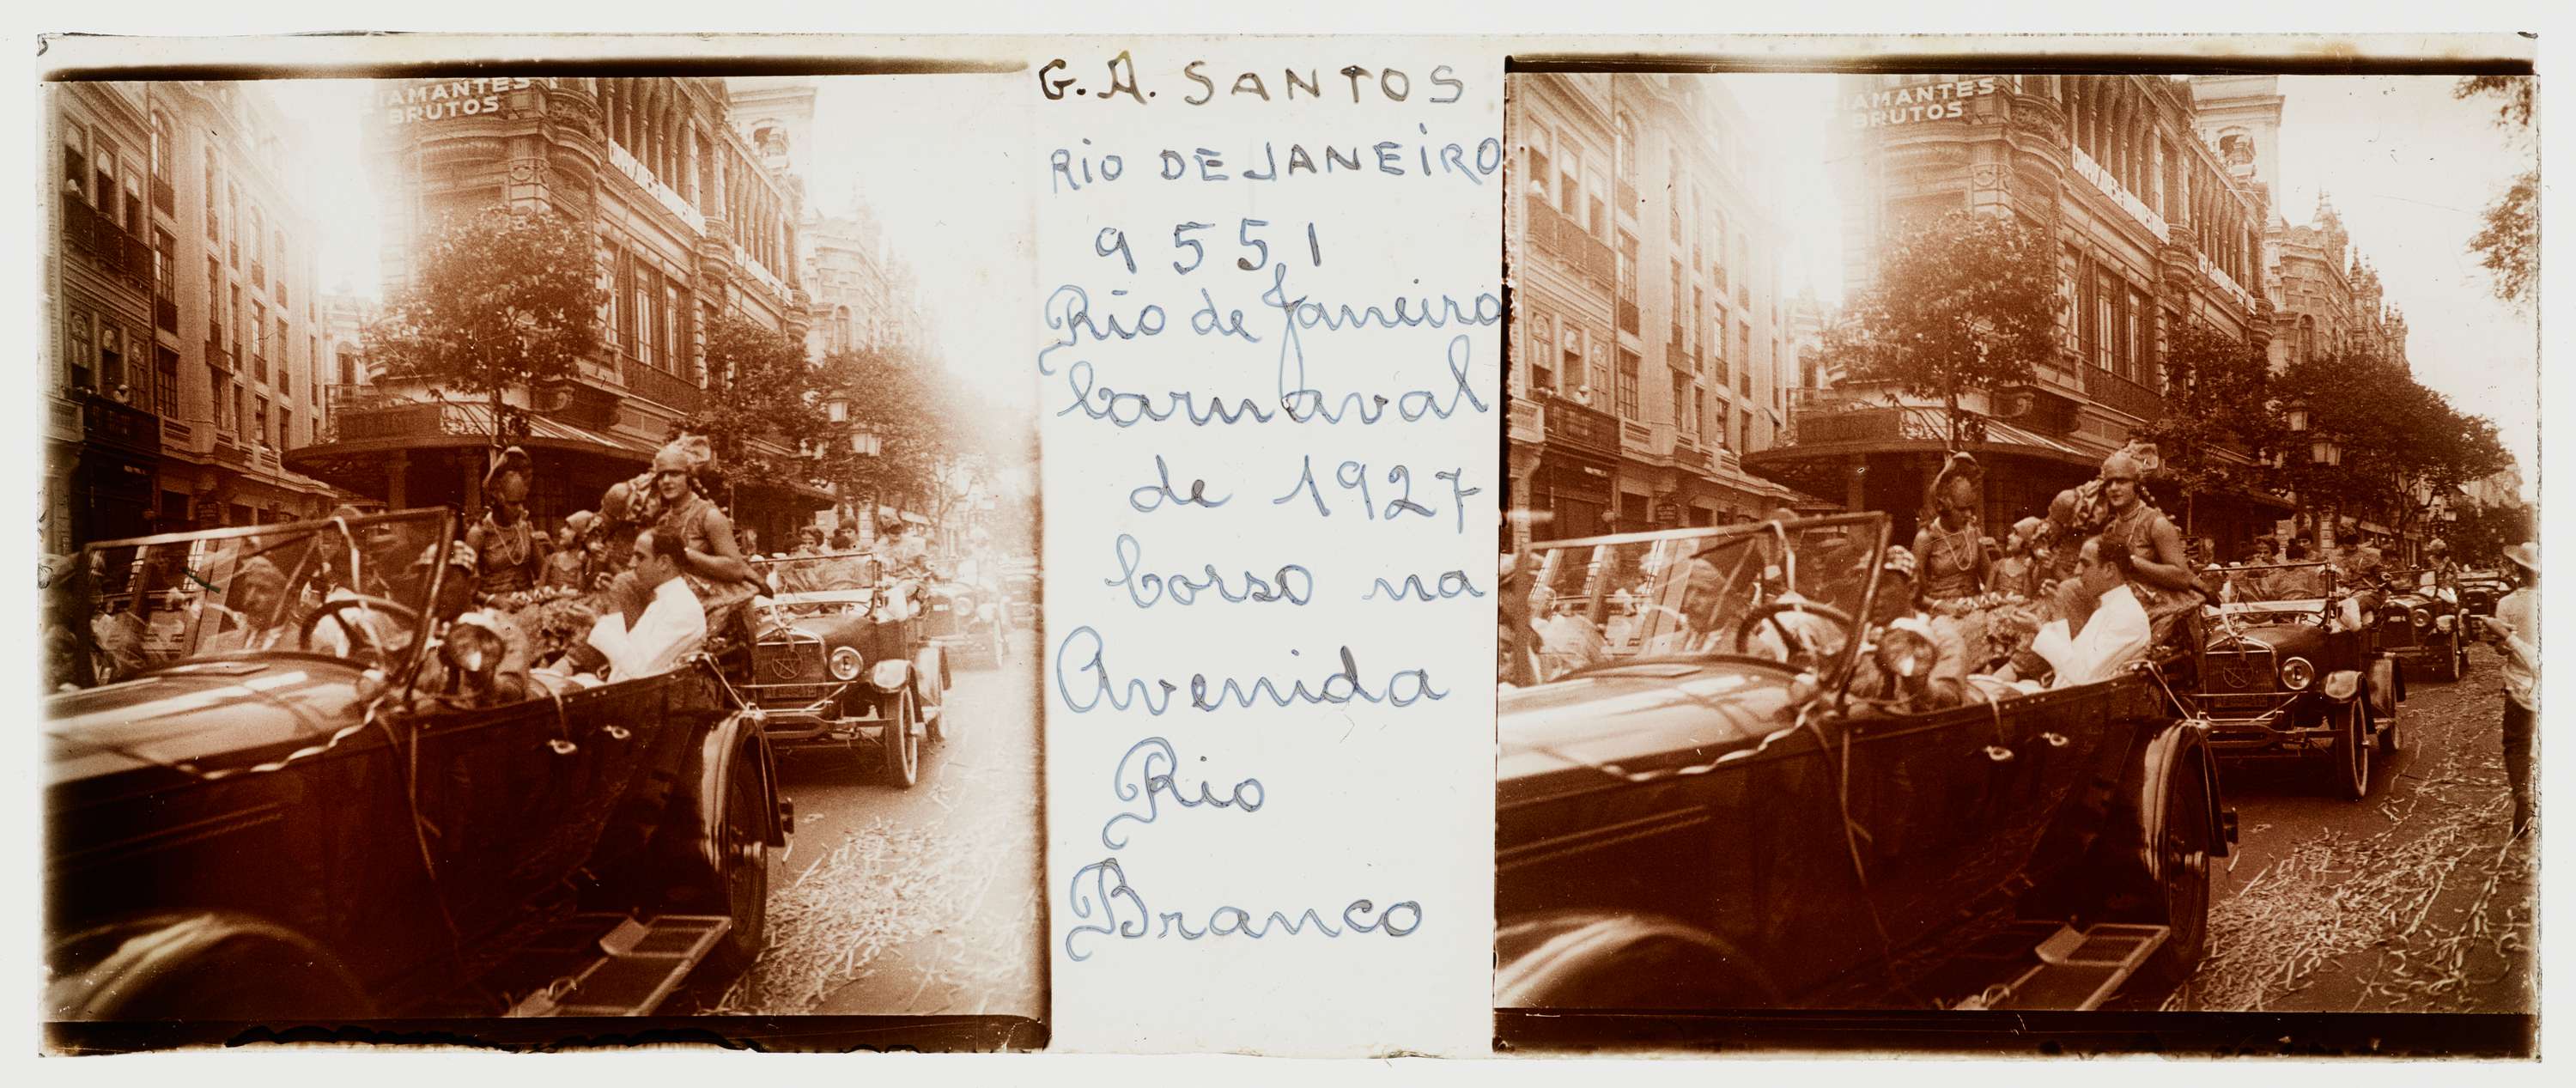 IAMANTES
BRUTOS
G. A. SANTOS
RIO DE JANEIRO
9551
Rio de Janeiro
Carnaval
de 1927
Corso na
Avenida
Rio
Branco
IAMANTES
BRUTOS